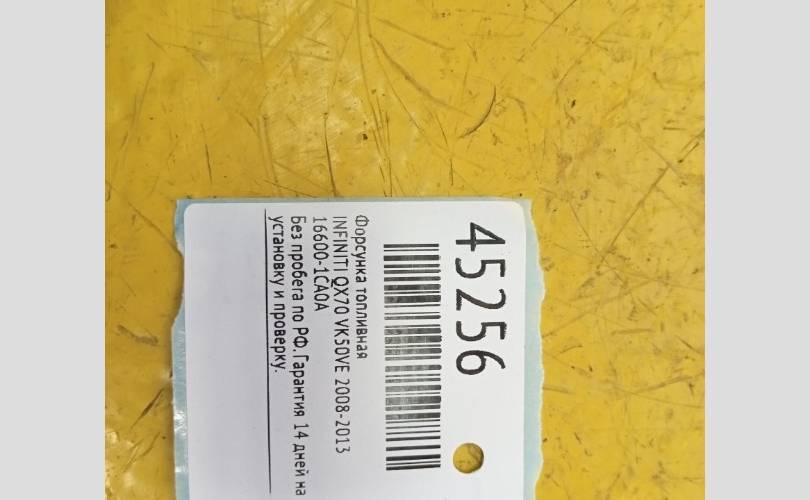 45256
Форсунка топливная
INFINITI QX70 VK50VE 2008-2013
16600-1CA0A
Без пробега по РФ. Гарантия 14 дней на
установку и проверку.